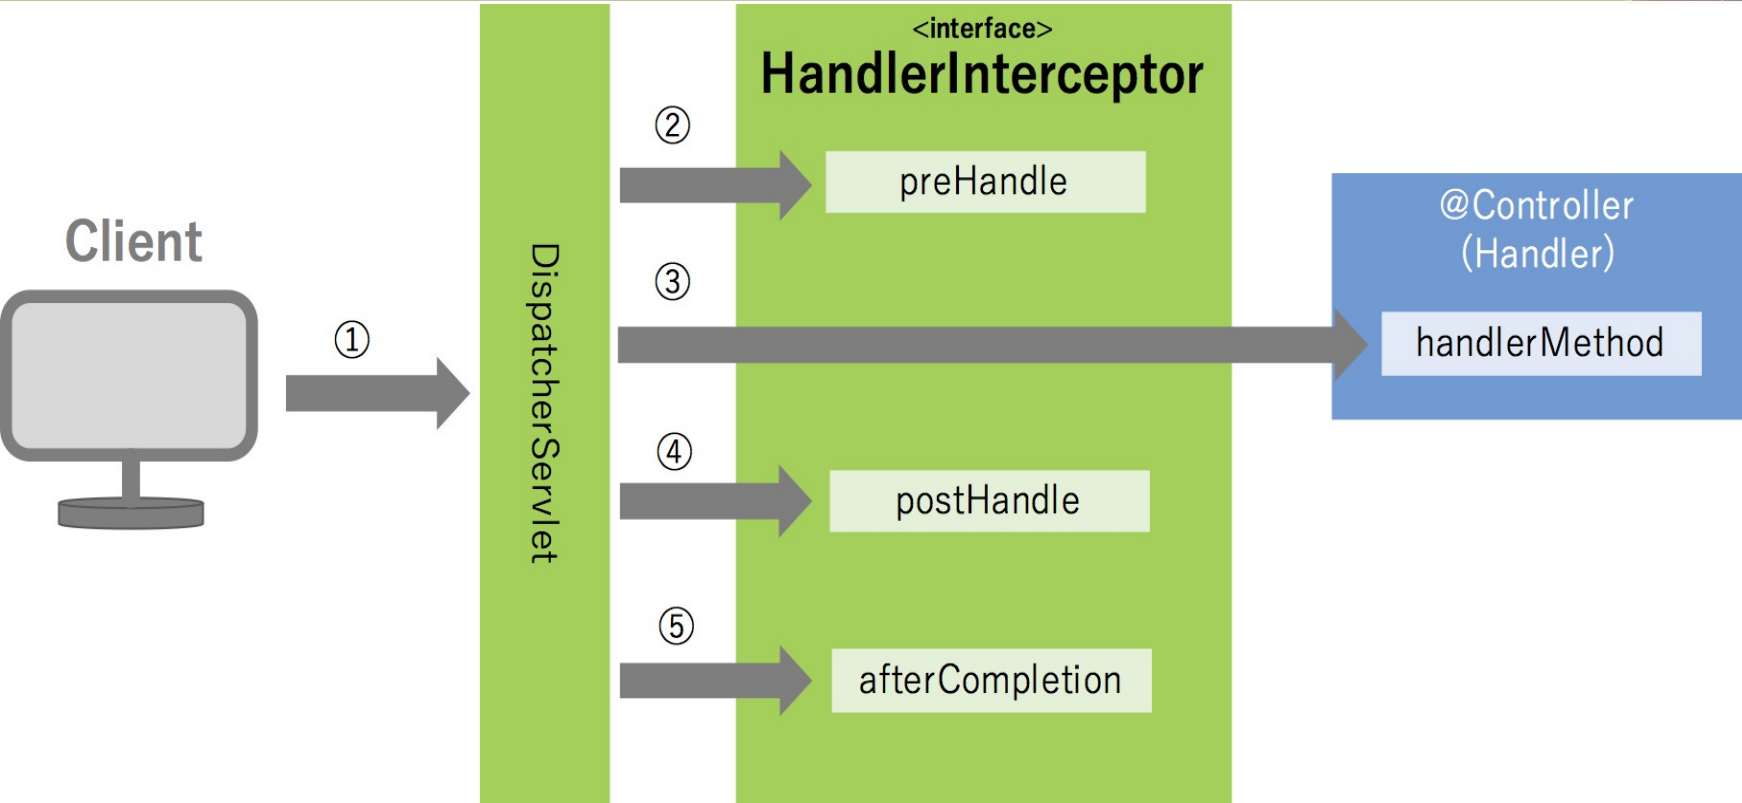 <interface>
HandlerInterceptor
②
preHandle
@Controller
(Handler)
Client
DispatcherServlet
③
①
handlerMethod
④
postHandle
⑤
afterCompletion